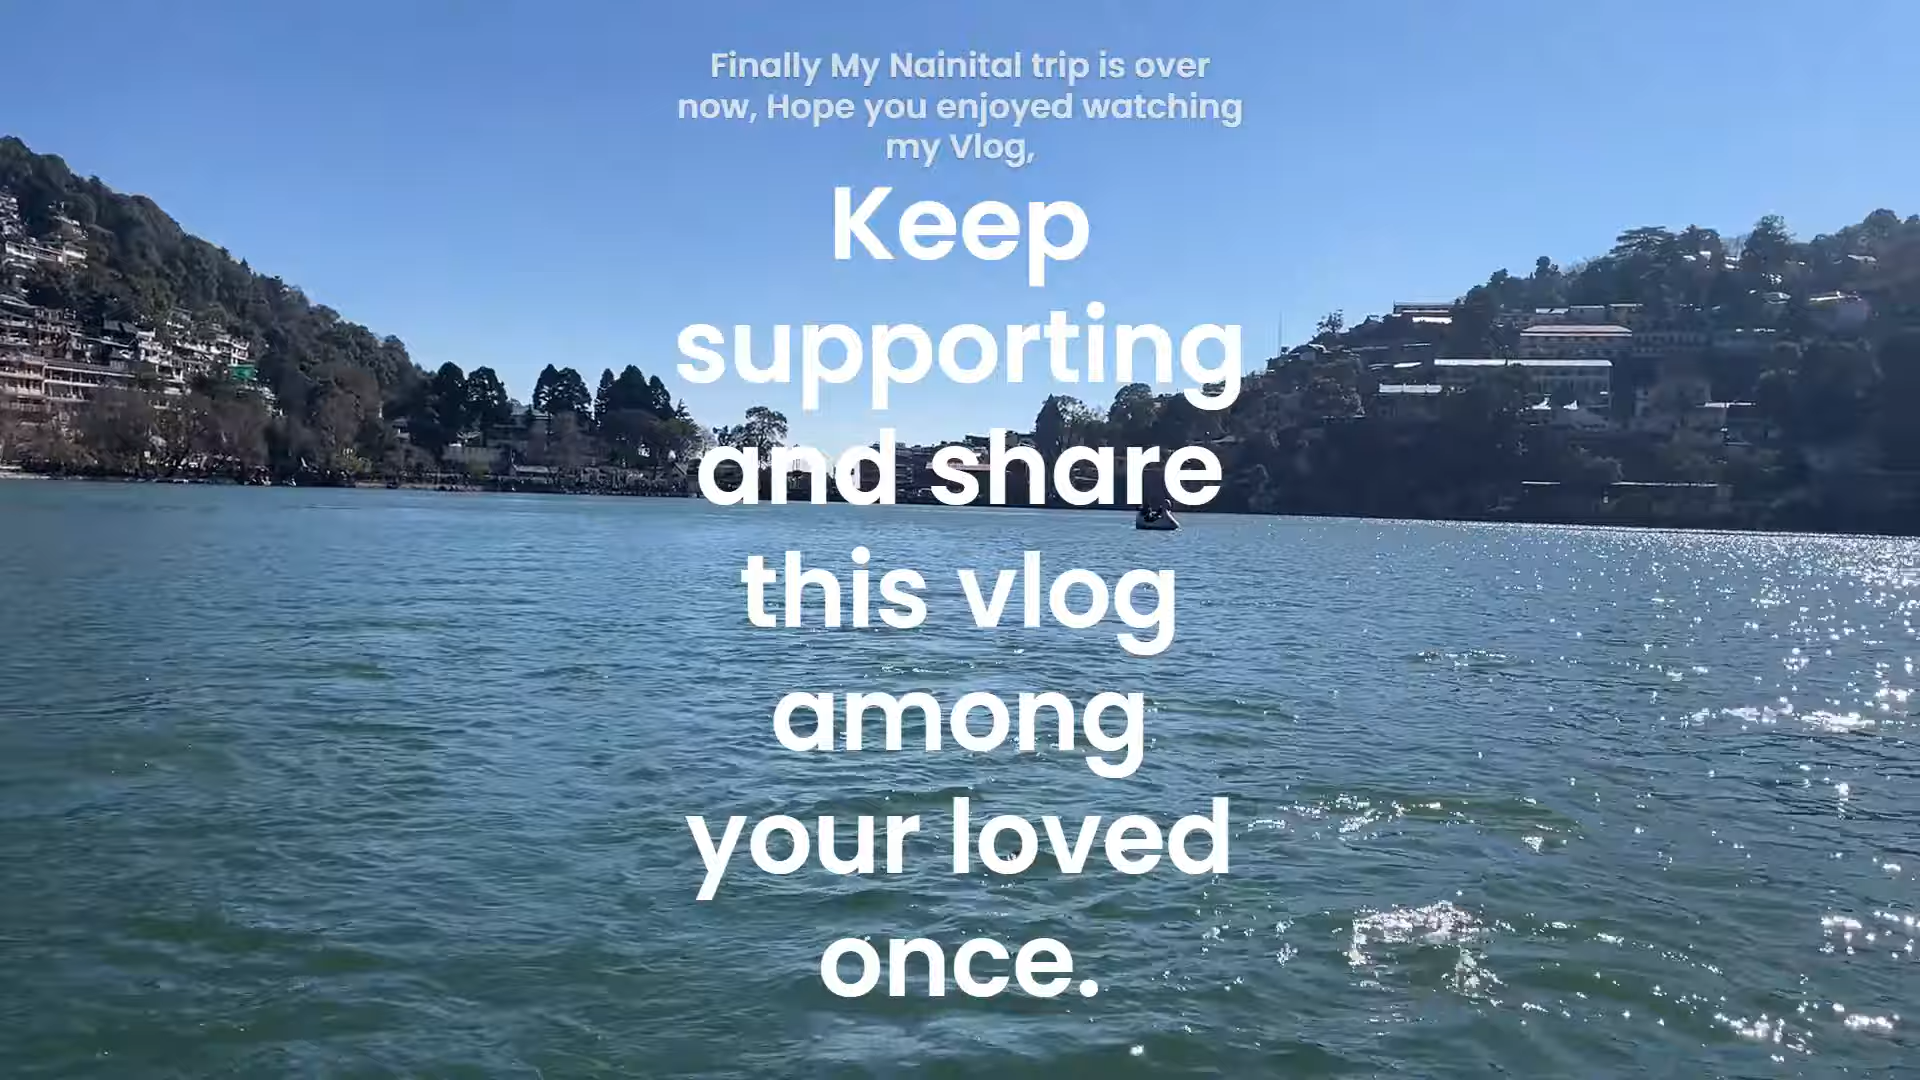 Finally My Nainital trip is over
now, Hope you enjoyed watching
my Vlog,
Keep
supporting
and share
this vlog
among
your loved
once.